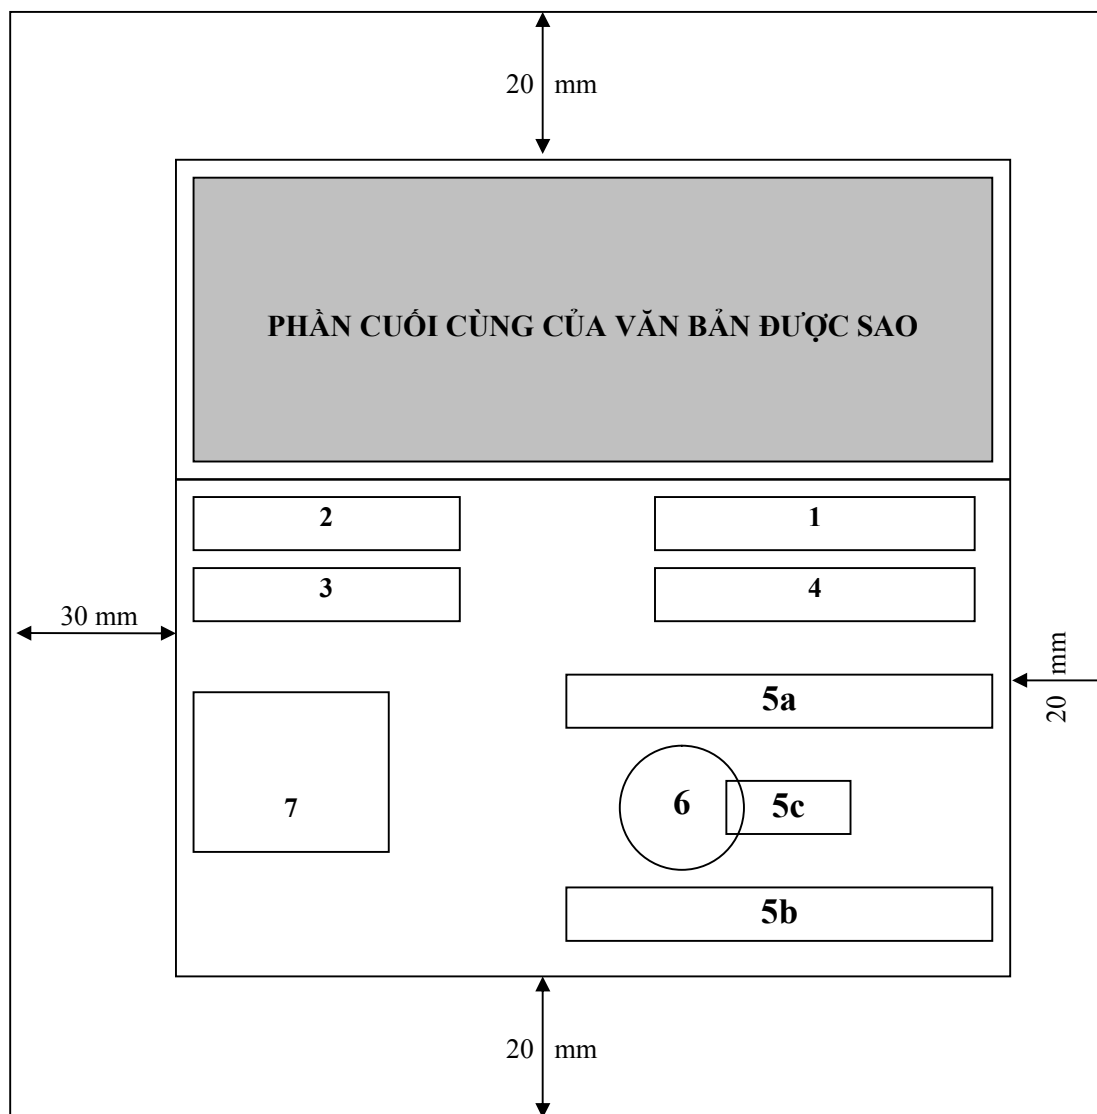 20 mm
PHẦN CUỐI CÙNG CỦA VĂN BẢN ĐƯỢC SAO
2 1
3 4
30 mm
20 mm
5a
7
6 5c
5b
20 mm